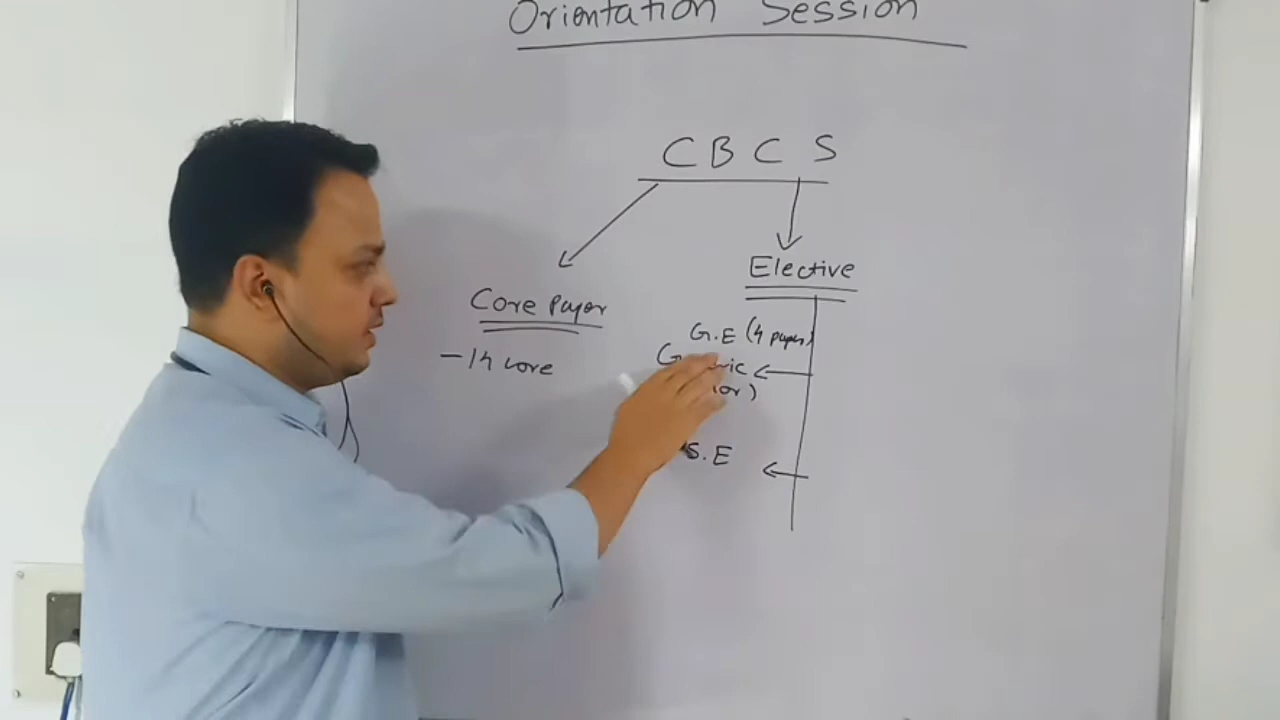 Orientation Session
C B C S
Elective
Core Paper
G.E (4 paper)
- 14 core
S.E